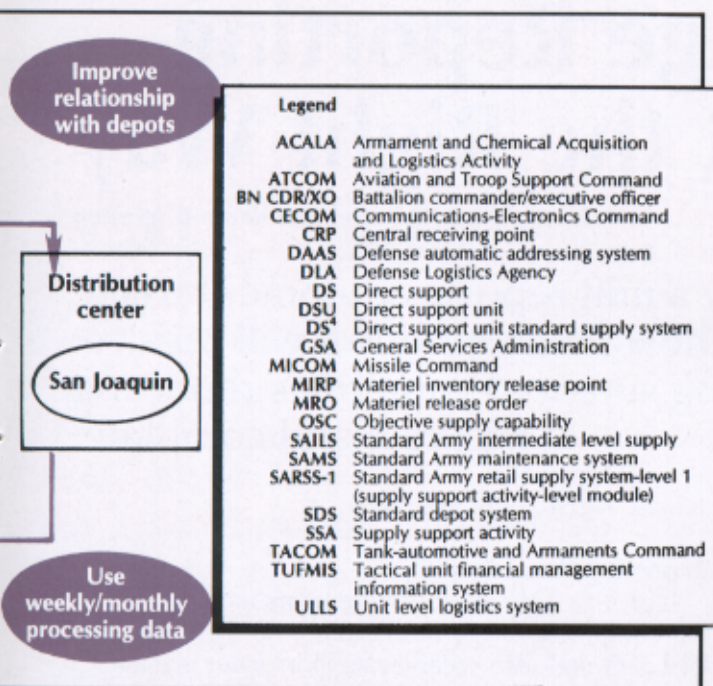 Improve
relationship
with depots
Distribution
center
San Joaquin
Use
weekly/monthly
processing data
Legend
ACALA Armament and Chemical Acquisition
and Logistics Activity
ATCOM Aviation and Troop Support Command
BN CDR/XO Battalion commander/executive officer
CECOM Communications-Electronics Command
CRP Central receiving point
DAAS Defense automatic addressing system
DLA Defense Logistics Agency
DS Direct support
DSU Direct support unit
DS⁴ Direct support unit standard supply system
GSA General Services Administration
MICOM Missile Command
MIRP Materiel inventory release point
MRO Materiel release order
OSC Objective supply capability
SAILS Standard Army intermediate level supply
SAMS Standard Army maintenance system
SARSS-1 Standard Army retail supply system-level 1
(supply support activity-level module)
SDS Standard depot system
SSA Supply support activity
TACOM Tank-automotive and Armaments Command
TUFMIS Tactical unit financial management
information system
ULLS Unit level logistics system